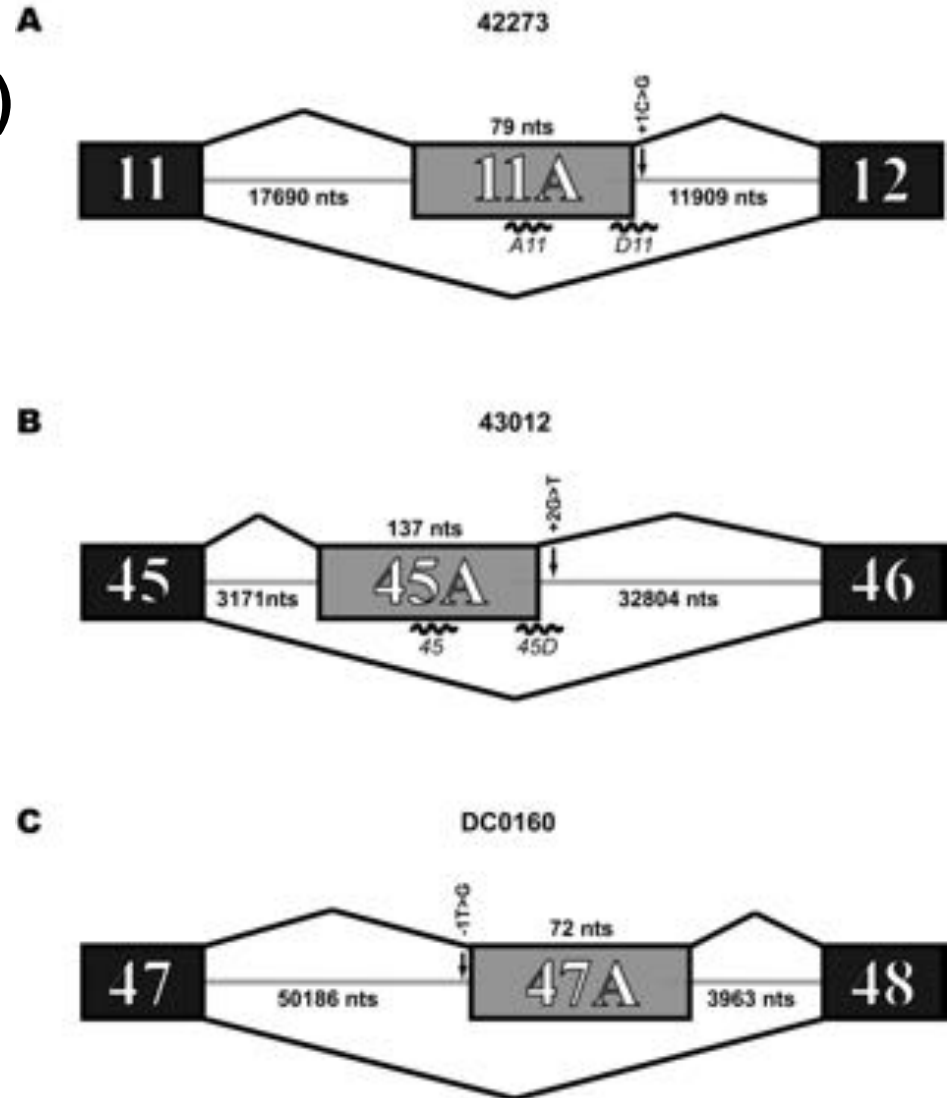 A
42273
)
+1C>G
79 nts
11 11A 12
17690 nts 11909 nts
A11 D11
B
43012
+2G>T
137 nts
45 45A 46
3171nts 32804 nts
45 45D
C
DC0160
-1T>G
72 nts
47 47A 48
50186 nts 3963 nts